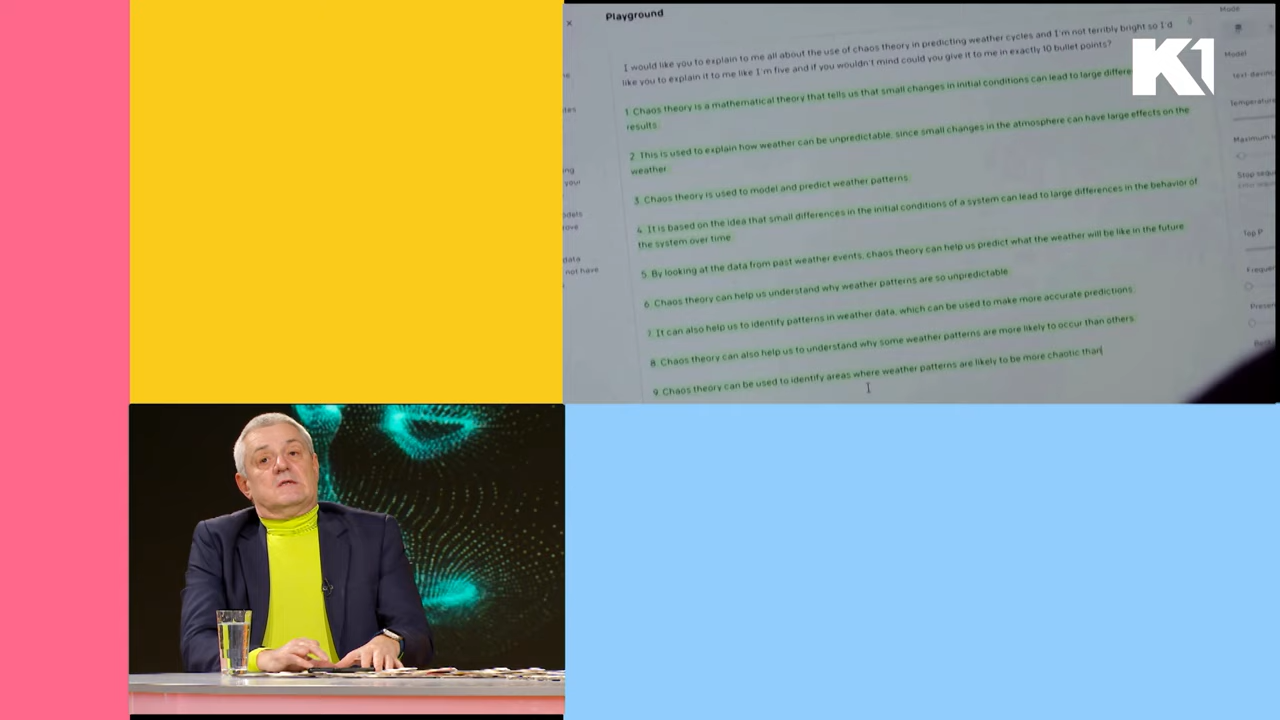 Playground
K1
Mode
I would like you to explain to me all about the use of chaos theory in predicting weather cycles and I'm not terribly bright so I'd
like you to explain it to me like I'm five and if you wouldn't mind could you give it to me in exactly 10 bullet points?
Model
1. Chaos theory is a mathematical theory that tells us that small changes in initial conditions can lead to large
results.
2. This is used to explain how weather can be unpredictable, since small changes in the atmosphere can have large effects on the
weather.
3. Chaos theory is used to model and predict weather patterns.
4. It is based on the idea that small differences in the initial conditions of a system can lead to large differences in the behavior of
the system over time.
5. By looking at the data from past weather events, chaos theory can help us predict what the weather will be like in the future.
6. Chaos theory can help us understand why weather patterns are so unpredictable.
7. It can also help us to identify patterns in weather data, which can be used to make more accurate predictions.
8. Chaos theory can also help us to understand why some weather patterns are more likely to occur than others.
9. Chaos theory can be used to identify areas where weather patterns are likely to be more chaotic than
your
data
not have
Temperature
Maximum
Top P